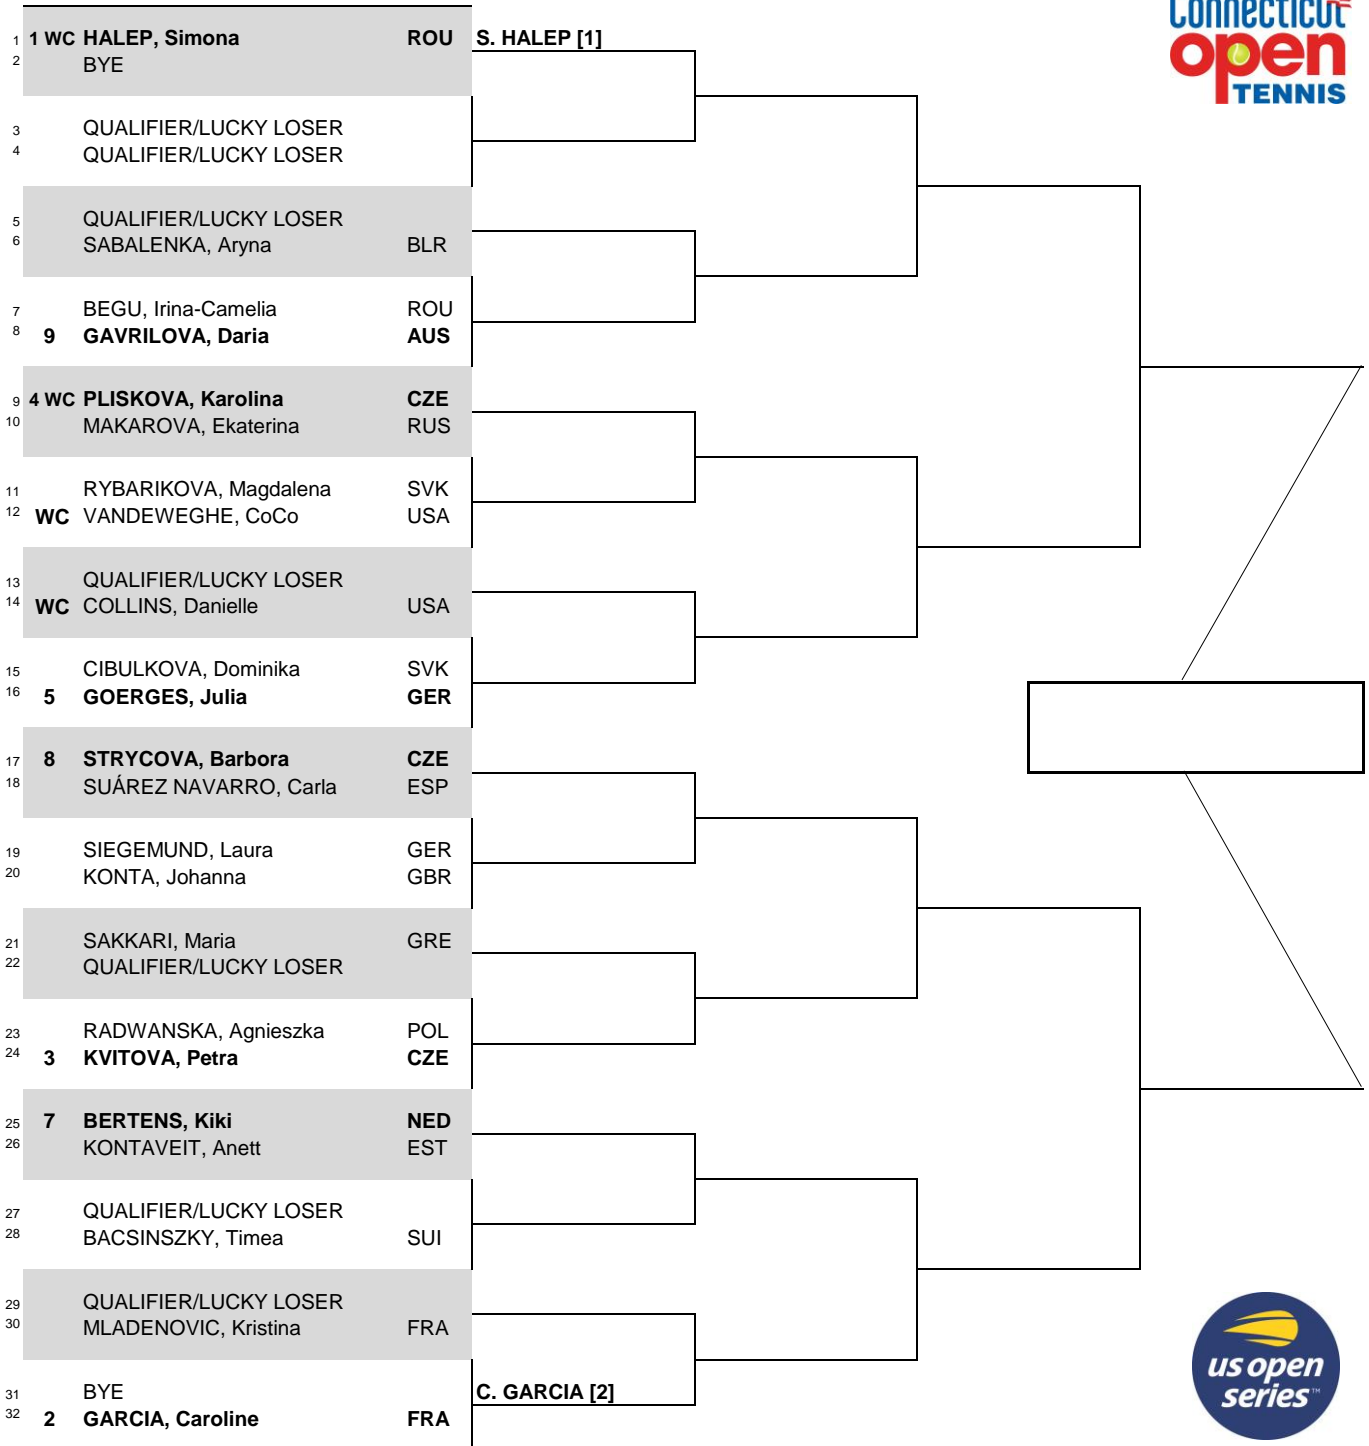 Connecticut
open
TENNIS
1 1 WC HALEP, Simona ROU S. HALEP [1]
2 BYE
3 QUALIFIER/LUCKY LOSER
4 QUALIFIER/LUCKY LOSER
5 QUALIFIER/LUCKY LOSER
6 SABALENKA, Aryna BLR
7 BEGU, Irina-Camelia ROU
8 9 GAVRILOVA, Daria AUS
9 4 WC PLISKOVA, Karolina CZE
10 MAKAROVA, Ekaterina RUS
11 RYBARIKOVA, Magdalena SVK
12 WC VANDEWEGHE, CoCo USA
13 QUALIFIER/LUCKY LOSER
14 WC COLLINS, Danielle USA
15 CIBULKOVA, Dominika SVK
16 5 GOERGES, Julia GER
17 8 STRYCOVA, Barbora CZE
18 SUÁREZ NAVARRO, Carla ESP
19 SIEGEMUND, Laura GER
20 KONTA, Johanna GBR
21 SAKKARI, Maria GRE
22 QUALIFIER/LUCKY LOSER
23 RADWANSKA, Agnieszka POL
24 3 KVITOVA, Petra CZE
25 7 BERTENS, Kiki NED
26 KONTAVEIT, Anett EST
27 QUALIFIER/LUCKY LOSER
28 BACSINSZKY, Timea SUI
29 QUALIFIER/LUCKY LOSER
30 MLADENOVIC, Kristina FRA
31 BYE C. GARCIA [2]
32 2 GARCIA, Caroline FRA
us open
series™